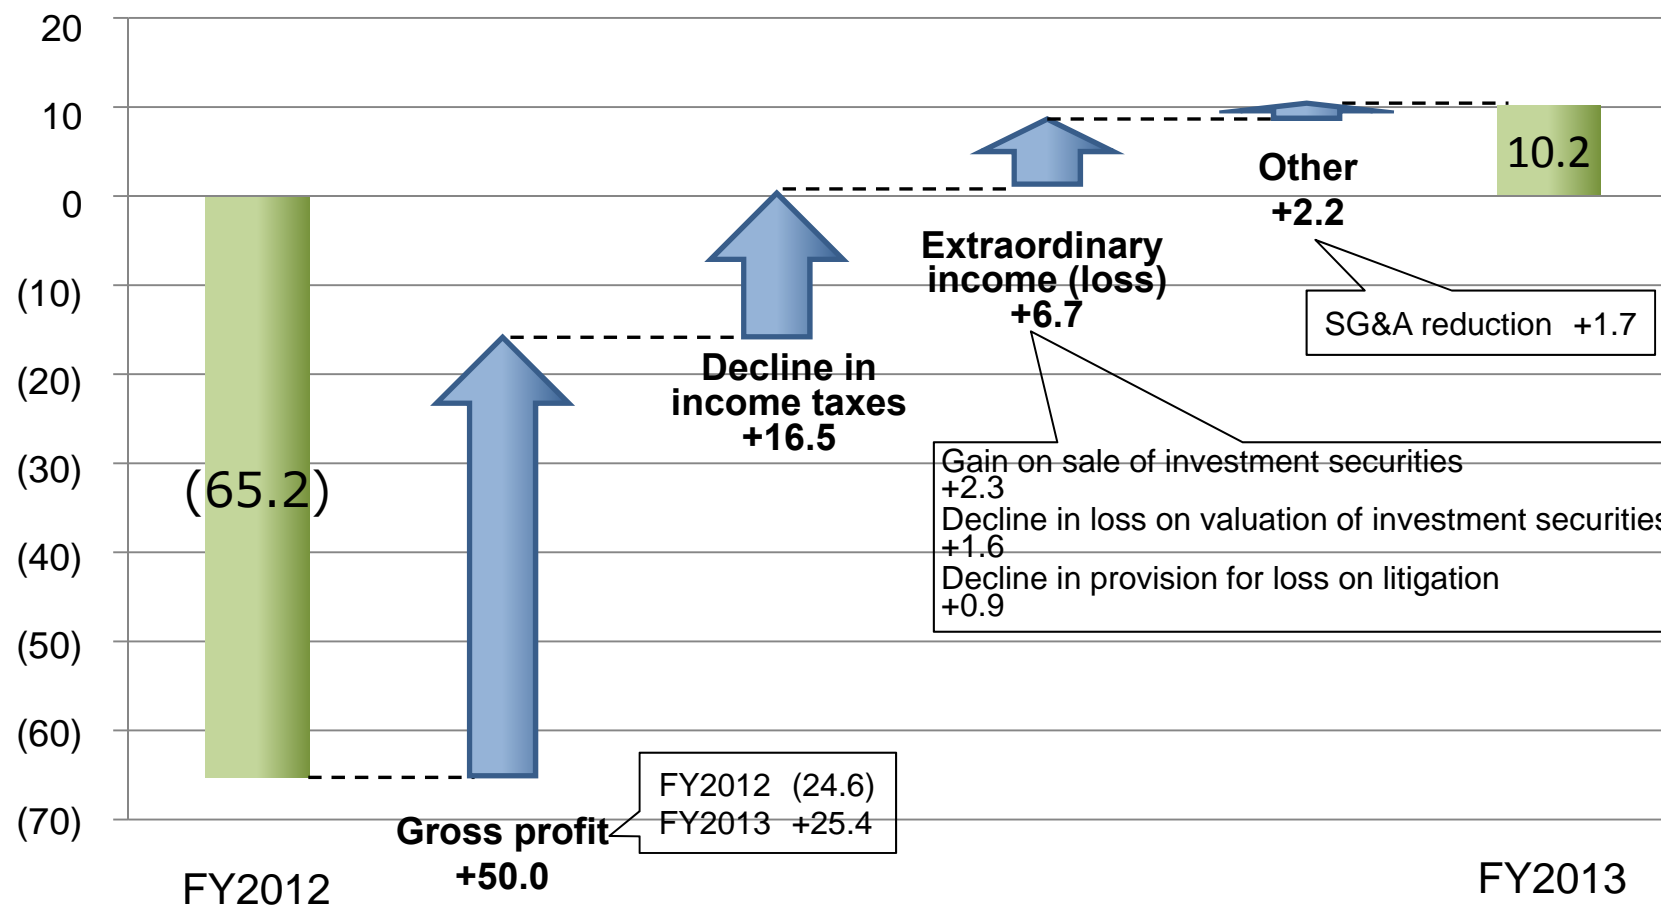 20
10
0
(10)
(20)
(30)
(40)
(50)
(60)
(70)
(65.2)
FY2012
Gross profit
+50.0
FY2012 (24.6)
FY2013 +25.4
Decline in
income taxes
+16.5
Extraordinary
income (loss)
+6.7
Gain on sale of investment securities
+2.3
Decline in loss on valuation of investment securities
+1.6
Decline in provision for loss on litigation
+0.9
Other
+2.2
SG&A reduction +1.7
10.2
FY2013